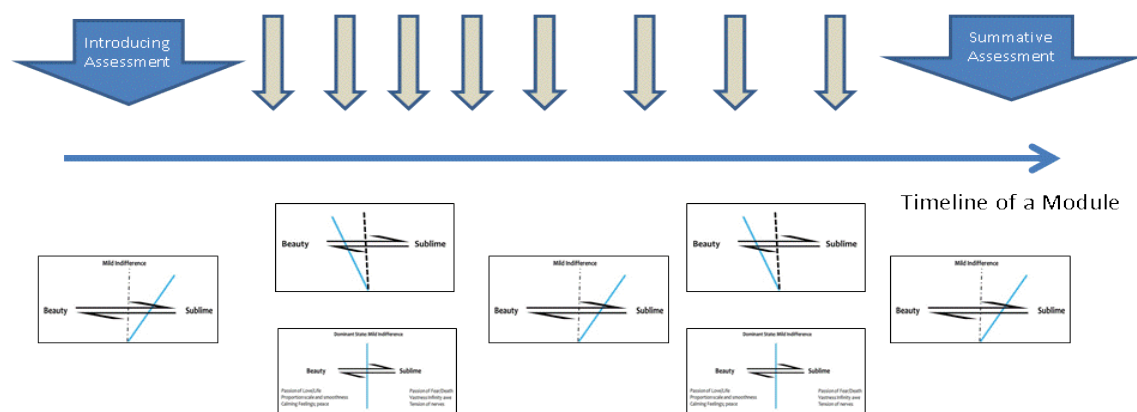 Introducing
Assessment
Summative
Assessment
Timeline of a Module
Mild Indifference
Beauty
Sublime
Beauty
Sublime
Dominant State: Mild Indifference
Beauty
Sublime
Passion of Love/Life
Proportion scale and smoothness
Calming Feelings; peace
Passion of Fear/Death
Vastness Infinity awe
Tension of nerves
Mild Indifference
Beauty
Sublime
Beauty
Sublime
Dominant State: Mild Indifference
Beauty
Sublime
Passion of Love/Life
Proportion scale and smoothness
Calming Feelings; peace
Passion of Fear/Death
Vastness Infinity awe
Tension of nerves
Mild Indifference
Beauty
Sublime